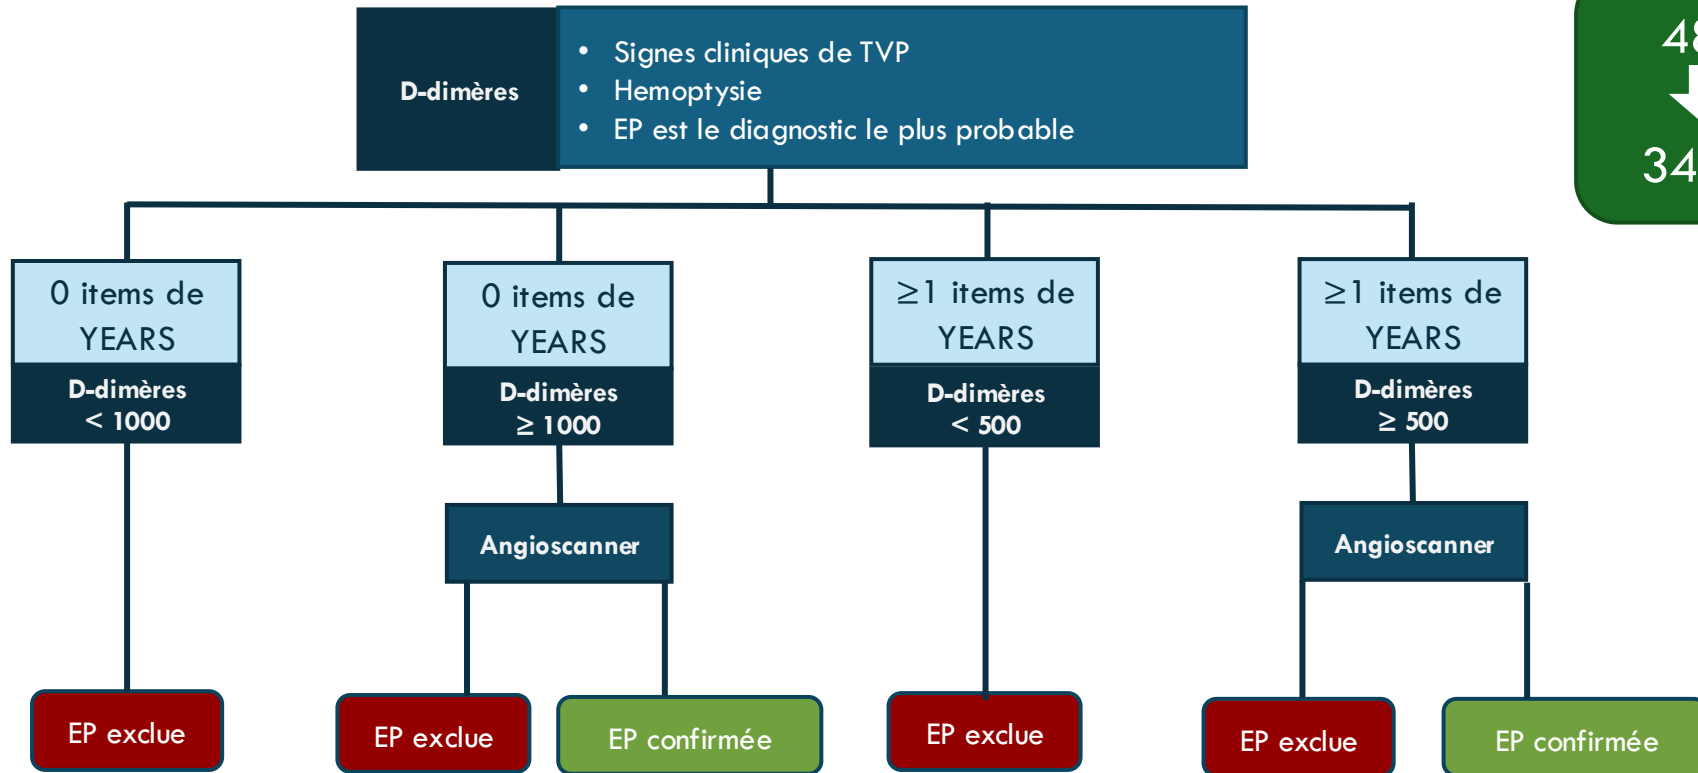 D-dimères
• Signes cliniques de TVP
• Hemoptysie
• EP est le diagnostic le plus probable
0 items de
YEARS
D-dimères
< 1000
0 items de
YEARS
D-dimères
≥ 1000
≥1 items de
YEARS
D-dimères
< 500
≥1 items de
YEARS
D-dimères
≥ 500
Angioscanner
Angioscanner
EP exclue
EP exclue
EP confirmée
EP exclue
EP exclue
EP confirmée
34